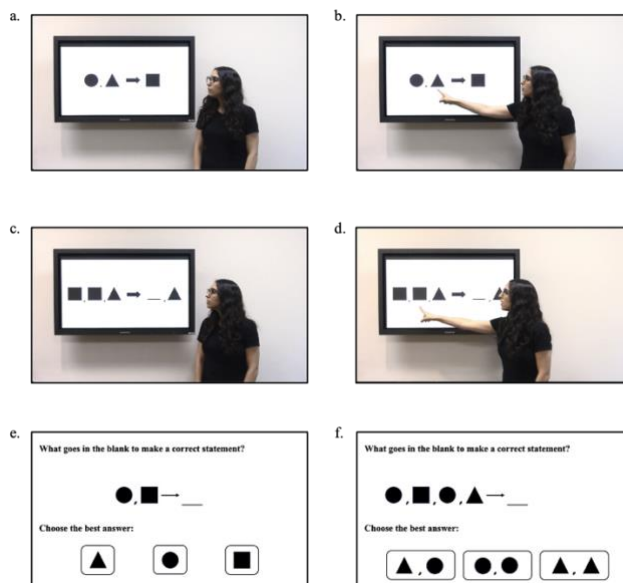 a.
b.
c.
d.
e.
What goes in the blank to make a correct statement?
Choose the best answer:
f.
What goes in the blank to make a correct statement?
Choose the best answer: